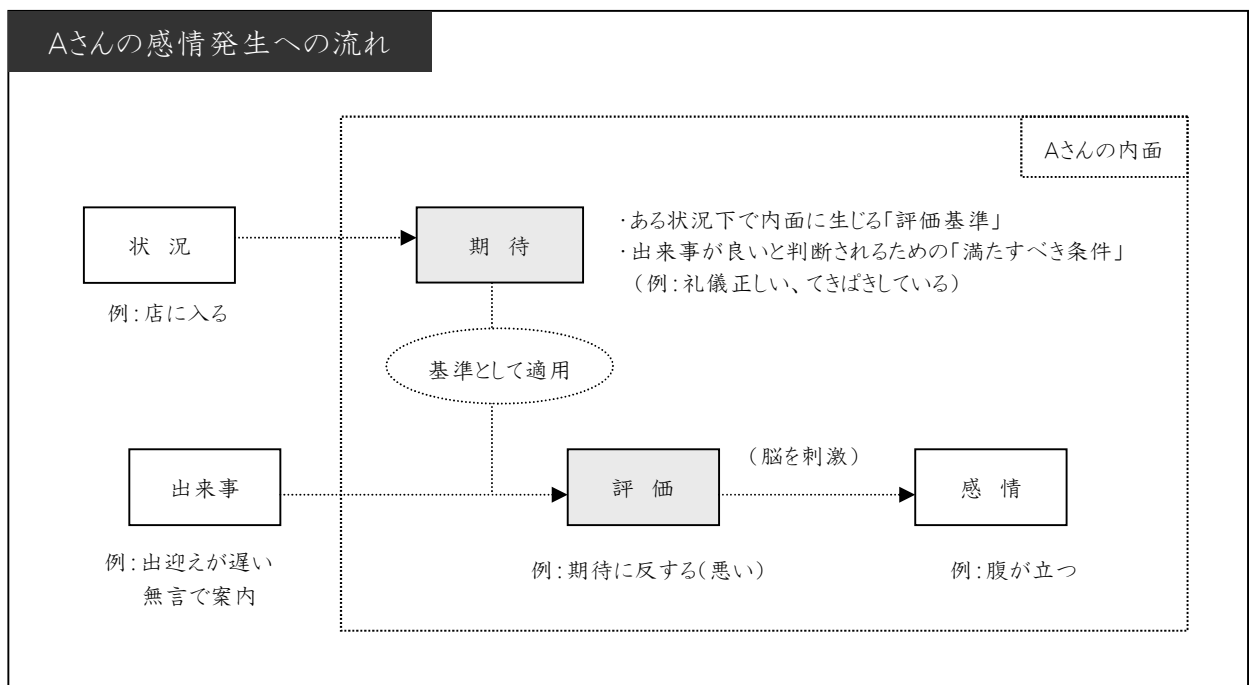 Aさんの感情発生への流れ
Aさんの内面
状 況
例：店に入る
期 待
・ある状況下で内面に生じる「評価基準」
・出来事が良いと判断されるための「満たすべき条件」
（例：礼儀正しい、てきぱきしている）
基準として適用
出来事
例：出迎えが遅い
無言で案内
評 価
例：期待に反する（悪い）
（脳を刺激）
感 情
例：腹が立つ